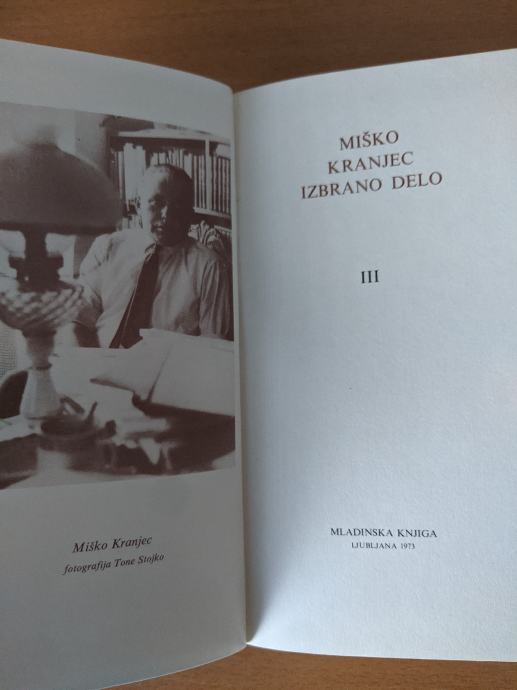 Miško Kranjec
fotografija Tone Stojko
MIŠKO
KRANJEC
IZBRANO DELO
III
MLADINSKA KNJIGA
LJUBLJANA 1973